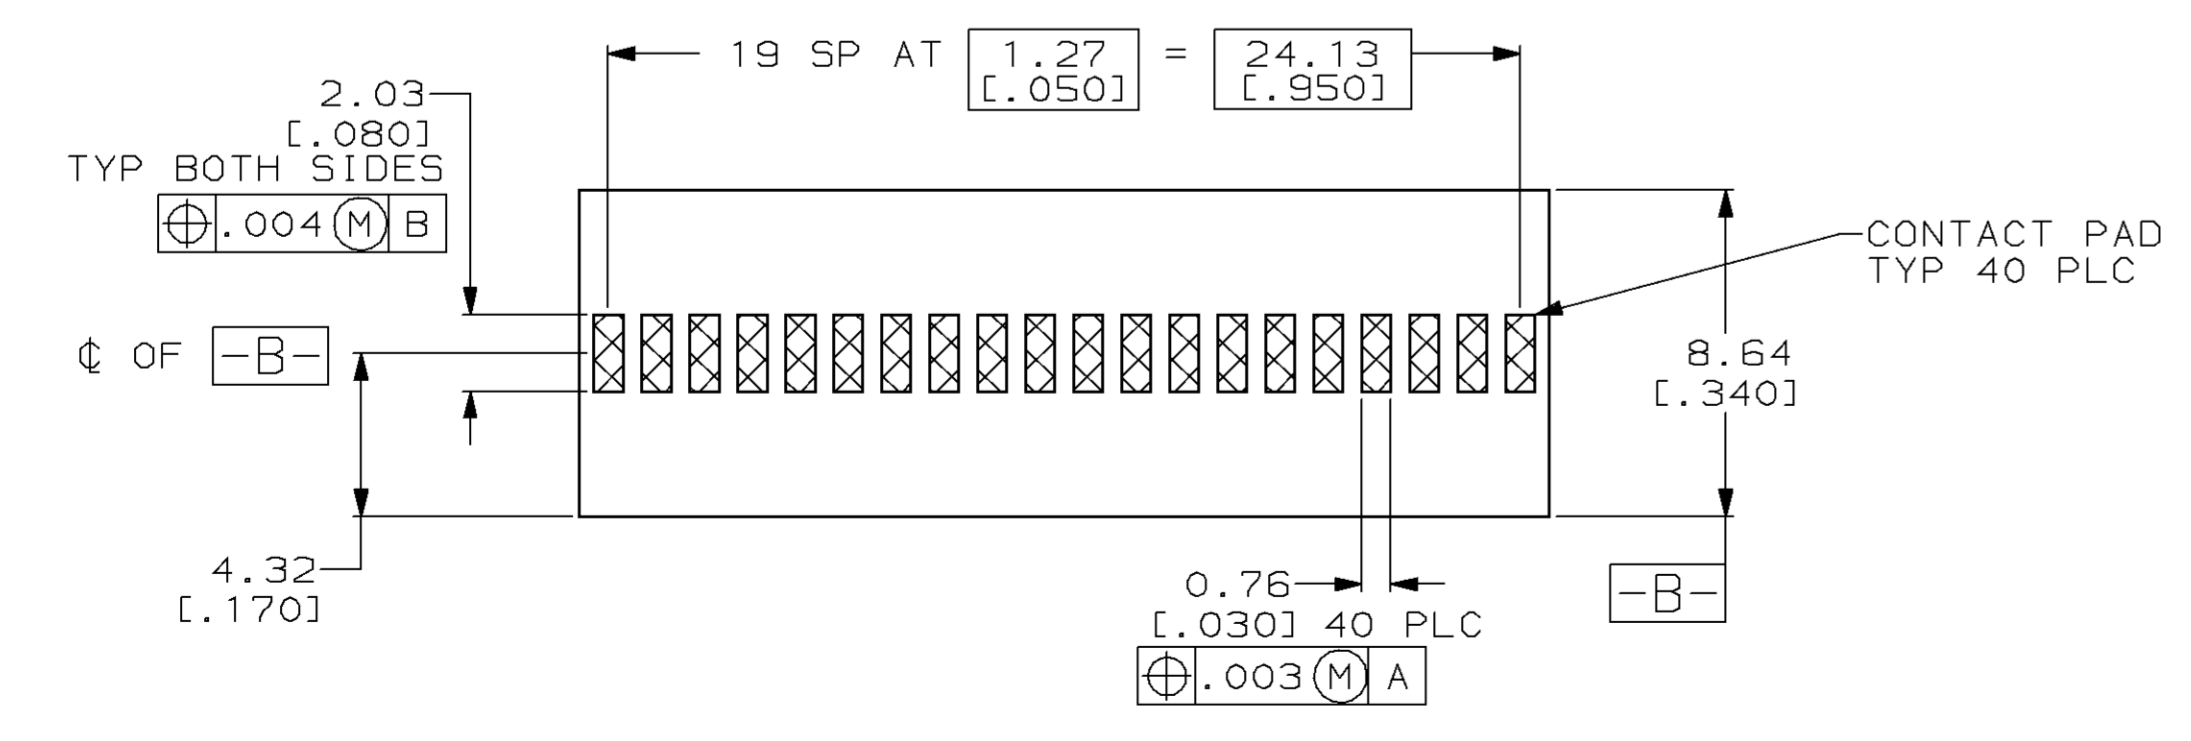 19 SP AT 1.27 = 24.13
[.050] [.950]
2.03
[.080]
TYP BOTH SIDES
⌖ .004 Ⓜ B
CONTACT PAD
TYP 40 PLC
℄ OF -B-
8.64
[.340]
4.32
[.170]
0.76
[.030] 40 PLC
⌖ .003 Ⓜ A
-B-